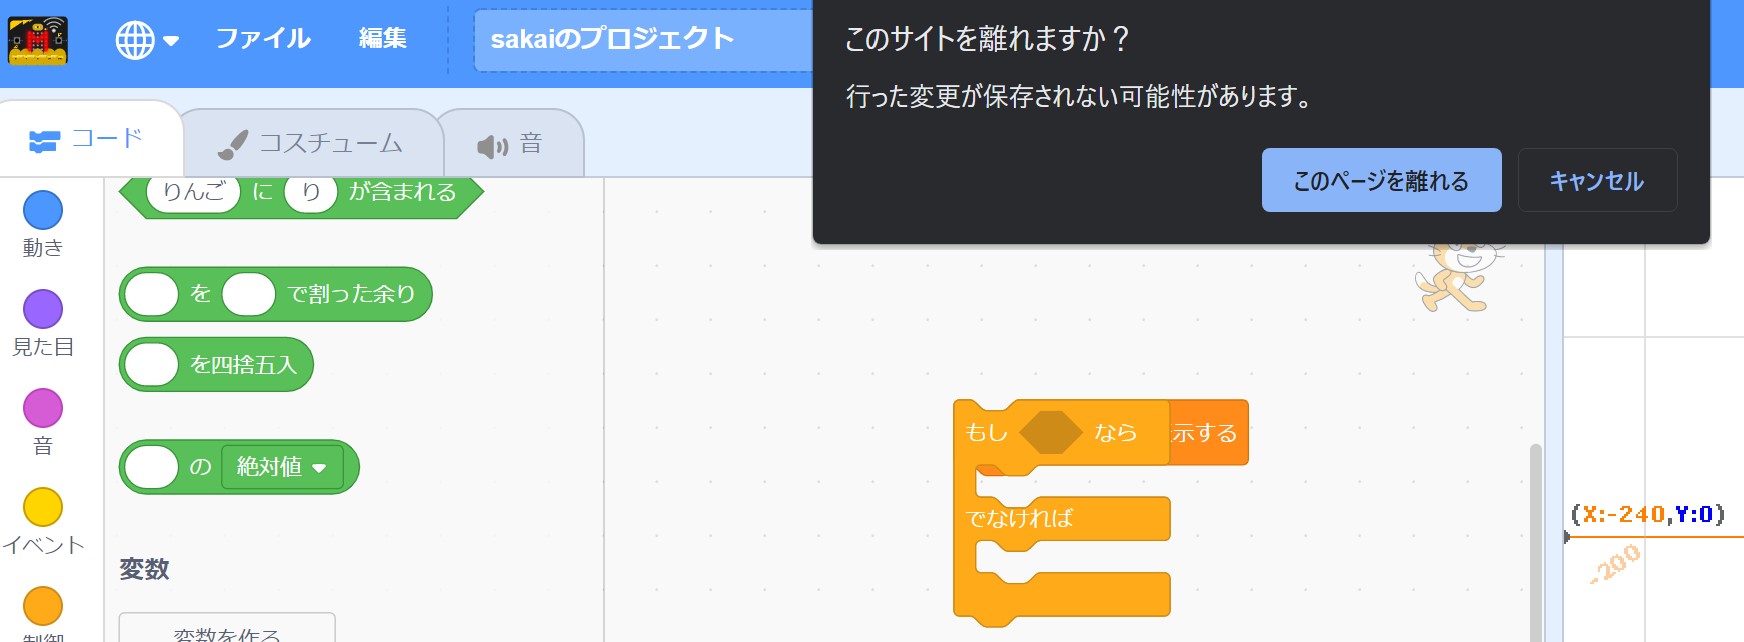 ファイル 編集 sakaiのプロジェクト
このサイトを離れますか？
行った変更が保存されない可能性があります。
このページを離れる キャンセル
コード コスチューム 音
動き
見た目
音
イベント
制御
りんご に り が含まれる
を で割った余り
を四捨五入
の 絶対値
変数
変数を作る
もし なら 示する
でなければ
(X:-240,Y:0)
-200